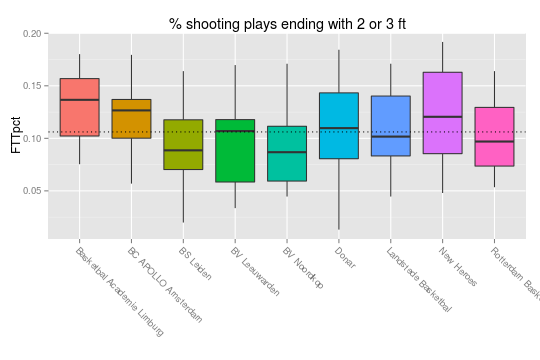 % shooting plays ending with 2 or 3 ft
FTTpct
0.20
0.15
0.10
0.05
Basketbal Academie Limburg
BC APOLLO Amsterdam
BS Leiden
BV Leeuwarden
BV Noordkop
Donar
Landstede Basketbal
New Heroes
Rotterdam Bask